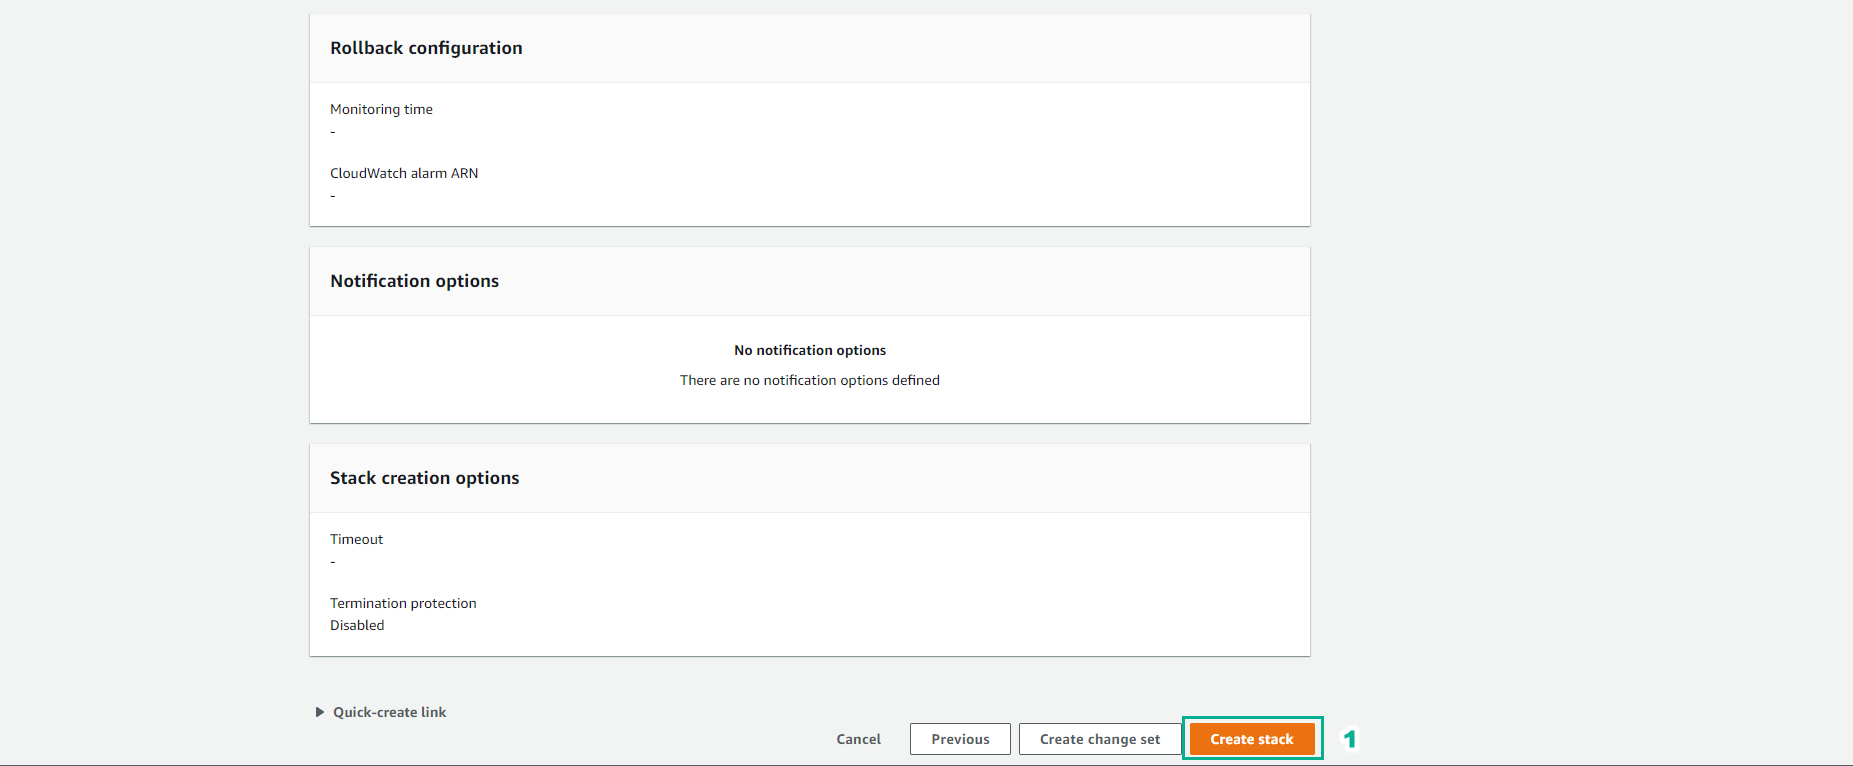 Rollback configuration
Monitoring time
-
CloudWatch alarm ARN
-
Notification options
No notification options
There are no notification options defined
Stack creation options
Timeout
-
Termination protection
Disabled
Quick-create link
Cancel Previous Create change set Create stack 1